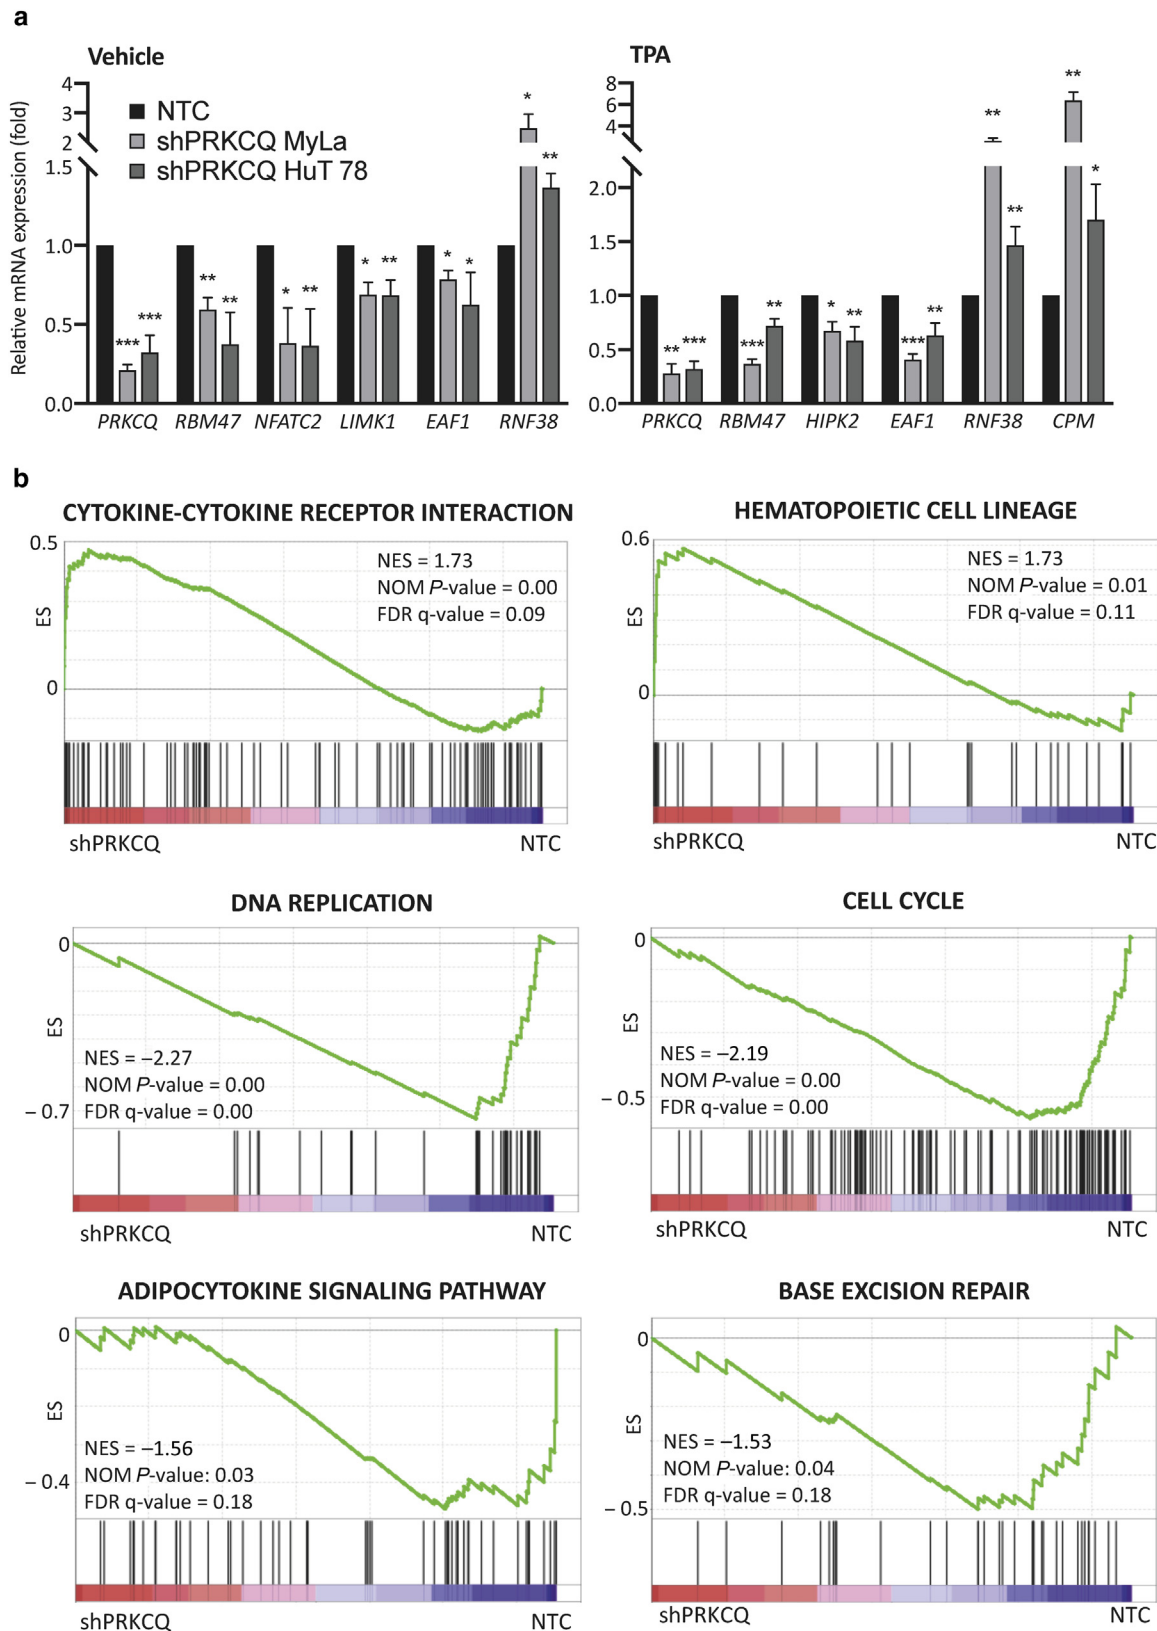 a
Vehicle
TPA
Relative mRNA expression (fold)
4
3
2
1.5
1.0
0.5
0.0
NTC
shPRKCQ MyLa
shPRKCQ HuT 78
*** *** ** ** * ** * ** * * * **
PRKCQ RBM47 NFATC2 LIMK1 EAF1 RNF38
8
6
4
2.0
1.5
1.0
0.5
0.0
** *** *** ** * ** *** ** ** ** ** *
PRKCQ RBM47 HIPK2 EAF1 RNF38 CPM
b
CYTOKINE-CYTOKINE RECEPTOR INTERACTION
0.5
0
ES
NES = 1.73
NOM P-value = 0.00
FDR q-value = 0.09
shPRKCQ NTC
HEMATOPOIETIC CELL LINEAGE
0.6
0
ES
NES = 1.73
NOM P-value = 0.01
FDR q-value = 0.11
shPRKCQ NTC
DNA REPLICATION
0
ES
– 0.7
NES = –2.27
NOM P-value = 0.00
FDR q-value = 0.00
shPRKCQ NTC
CELL CYCLE
0
ES
– 0.5
NES = –2.19
NOM P-value = 0.00
FDR q-value = 0.00
shPRKCQ NTC
ADIPOCYTOKINE SIGNALING PATHWAY
0
ES
– 0.4
NES = –1.56
NOM P-value: 0.03
FDR q-value = 0.18
shPRKCQ NTC
BASE EXCISION REPAIR
0
ES
– 0.5
NES = –1.53
NOM P-value: 0.04
FDR q-value = 0.18
shPRKCQ NTC